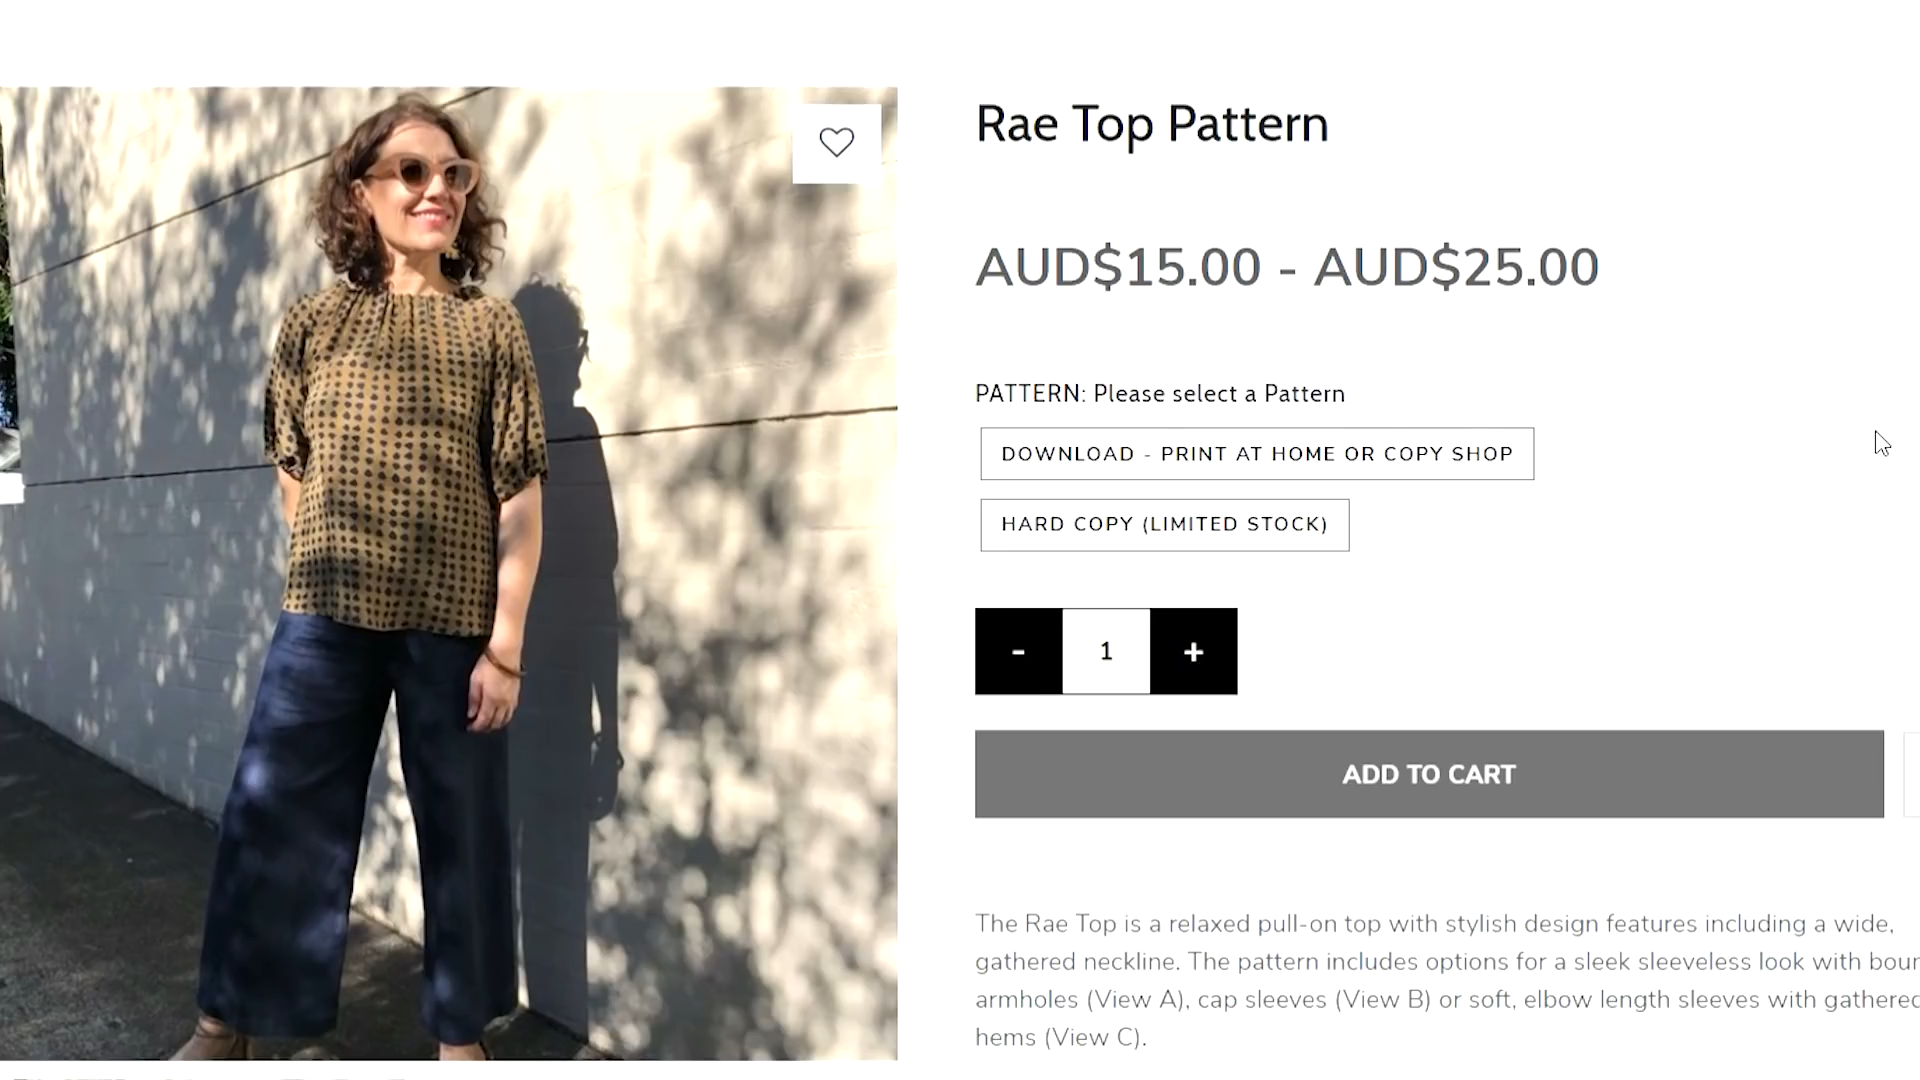 Rae Top Pattern
AUD$15.00 - AUD$25.00
PATTERN: Please select a Pattern
DOWNLOAD - PRINT AT HOME OR COPY SHOP
HARD COPY (LIMITED STOCK)
- 1 +
ADD TO CART
The Rae Top is a relaxed pull-on top with stylish design features including a wide,
gathered neckline. The pattern includes options for a sleek sleeveless look with
armholes (View A), cap sleeves (View B) or soft, elbow length sleeves with gathered
hems (View C).